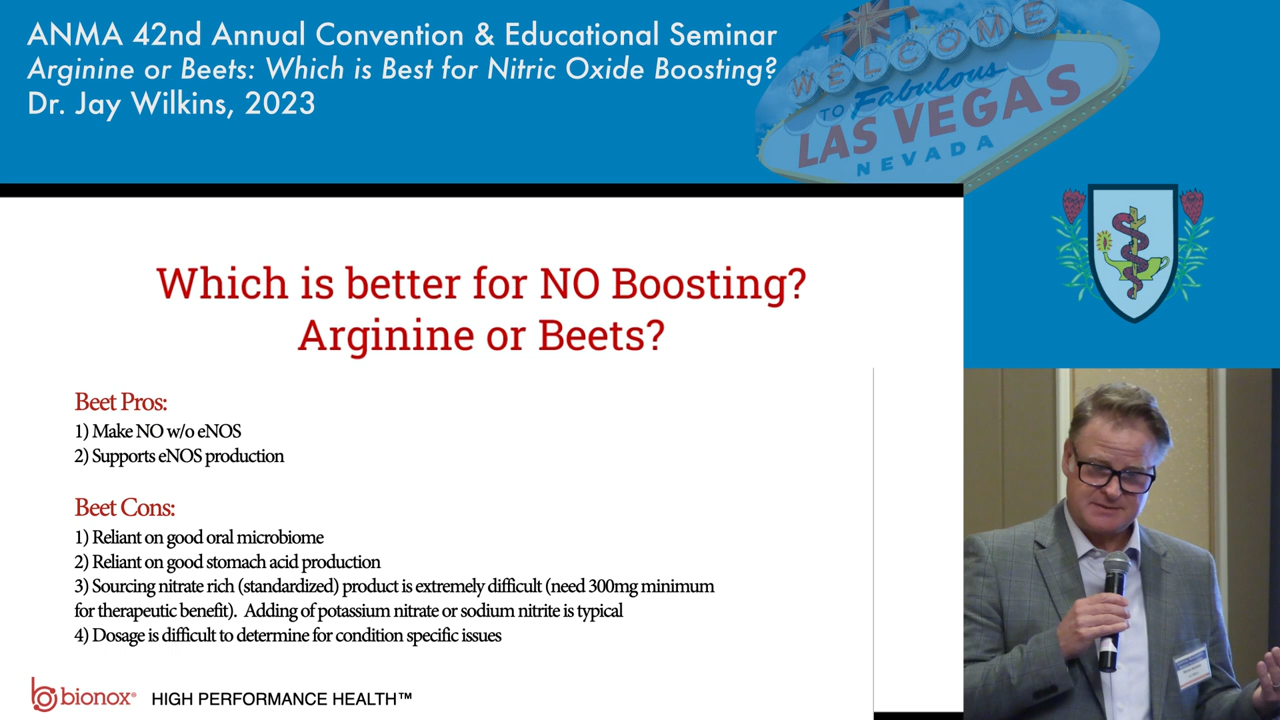 ANMA 42nd Annual Convention & Educational Seminar
Arginine or Beets: Which is Best for Nitric Oxide Boosting?
Dr. Jay Wilkins, 2023
WELCOME
TO Fabulous
LAS VEGAS
NEVADA
Which is better for NO Boosting?
Arginine or Beets?
Beet Pros:
1) Make NO w/o eNOS
2) Supports eNOS production
Beet Cons:
1) Reliant on good oral microbiome
2) Reliant on good stomach acid production
3) Sourcing nitrate rich (standardized) product is extremely difficult (need 300mg minimum
for therapeutic benefit). Adding of potassium nitrate or sodium nitrite is typical
4) Dosage is difficult to determine for condition specific issues
bionox® HIGH PERFORMANCE HEALTH™